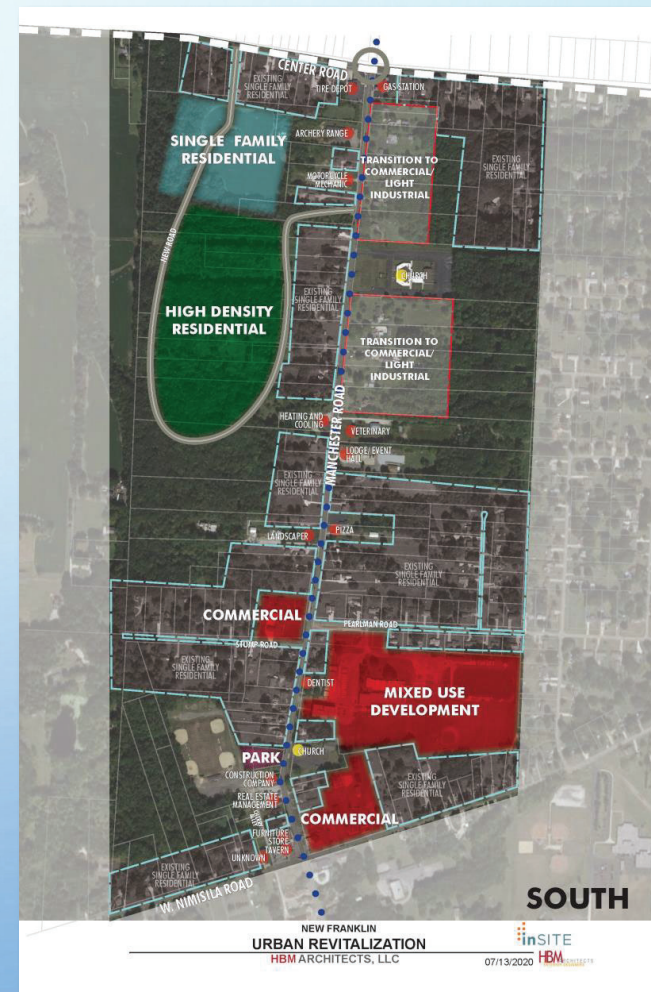 CENTER ROAD
EXISTING
SINGLE FAMILY
RESIDENTIAL
TIRE DEPOT
GAS STATION
SINGLE FAMILY
RESIDENTIAL
ARCHERY RANGE
MOTORCYCLE
MECHANIC
TRANSITION TO
COMMERCIAL/
LIGHT
INDUSTRIAL
EXISTING
SINGLE FAMILY
RESIDENTIAL
NEW ROAD
CHURCH
HIGH DENSITY
RESIDENTIAL
EXISTING
SINGLE FAMILY
RESIDENTIAL
TRANSITION TO
COMMERCIAL/
LIGHT
INDUSTRIAL
MANCHESTER ROAD
HEATING AND
COOLING
VETERINARY
LODGE/ EVENT
HALL
EXISTING
SINGLE FAMILY
RESIDENTIAL
LANDSCAPER
PIZZA
EXISTING
SINGLE FAMILY
RESIDENTIAL
COMMERCIAL
PEARLMAN ROAD
STUMP ROAD
EXISTING
SINGLE FAMILY
RESIDENTIAL
DENTIST
MIXED USE
DEVELOPMENT
PARK
CHURCH
CONSTRUCTION
COMPANY
REAL ESTATE
MANAGEMENT
EXISTING
SINGLE FAMILY
RESIDENTIAL
COMMERCIAL
FURNITURE
STORE
TAVERN
UNKNOWN
EXISTING
SINGLE FAMILY
RESIDENTIAL
W. NIMISILA ROAD
SOUTH
NEW FRANKLIN
URBAN REVITALIZATION
HBM ARCHITECTS, LLC
inSITE
07/13/2020
HBM ARCHITECTS